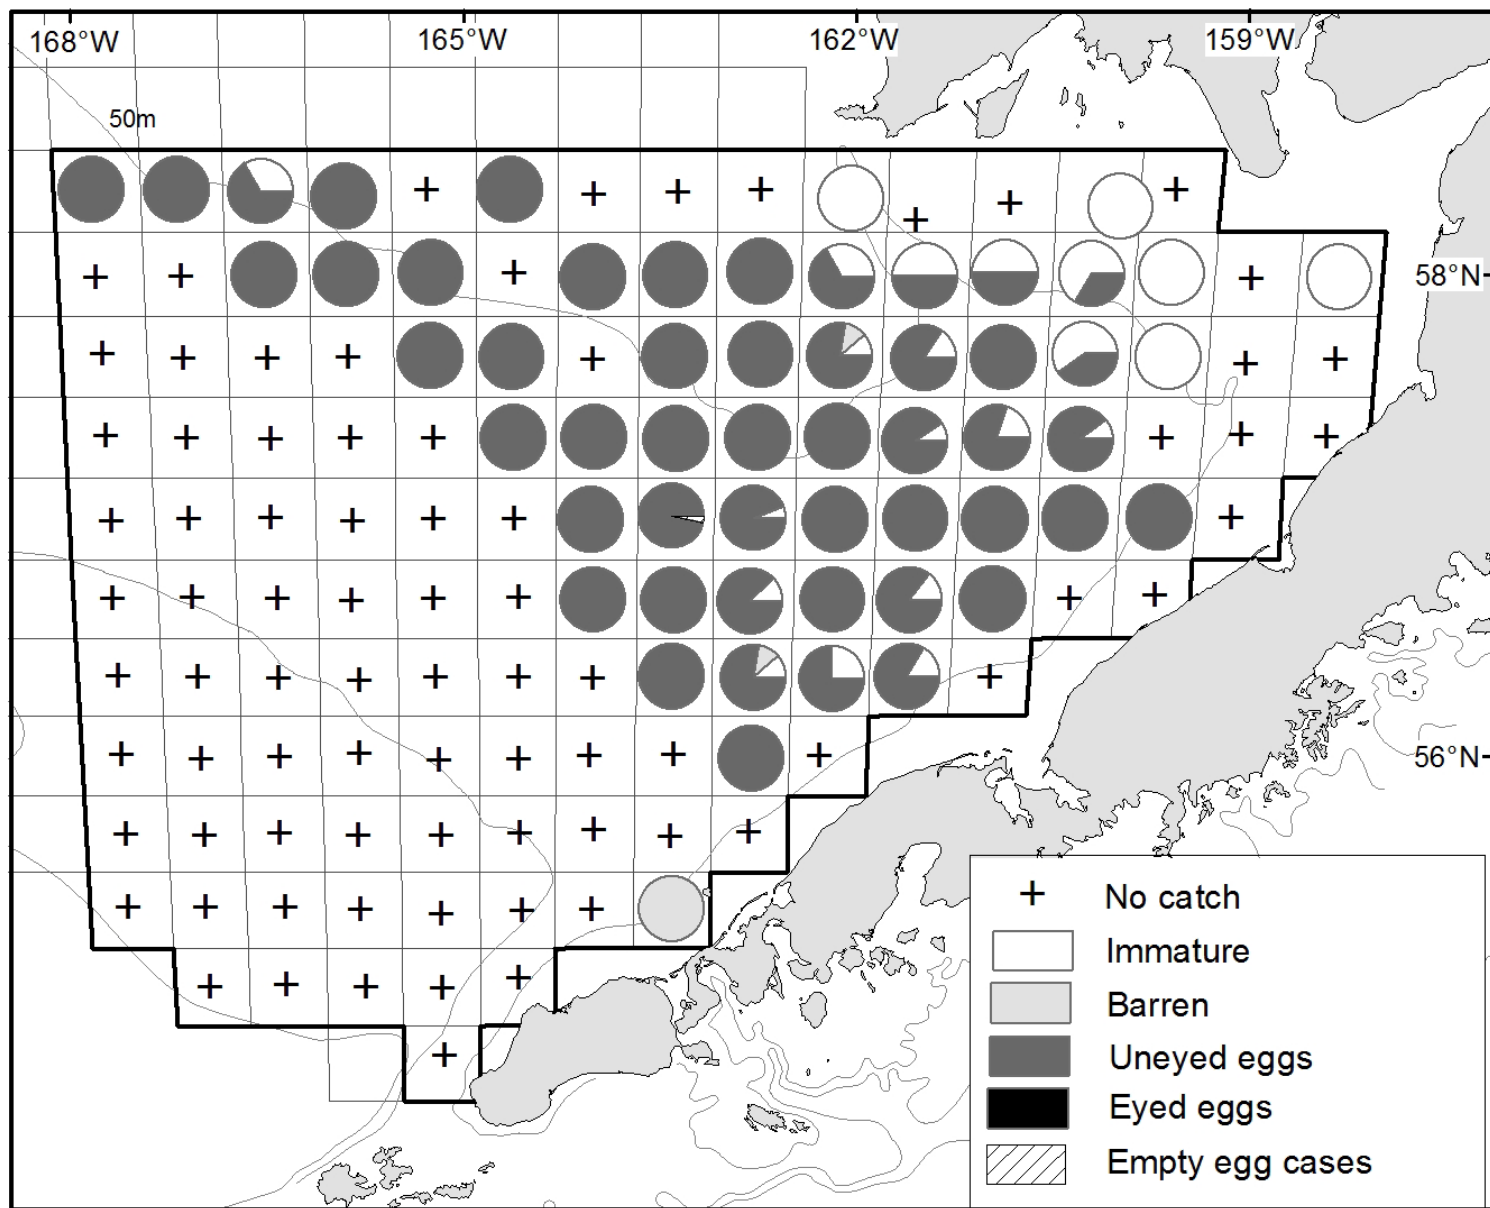 168°W 165°W 162°W 159°W
50m
58°N
56°N
No catch
Immature
Barren
Uneyed eggs
Eyed eggs
Empty egg cases